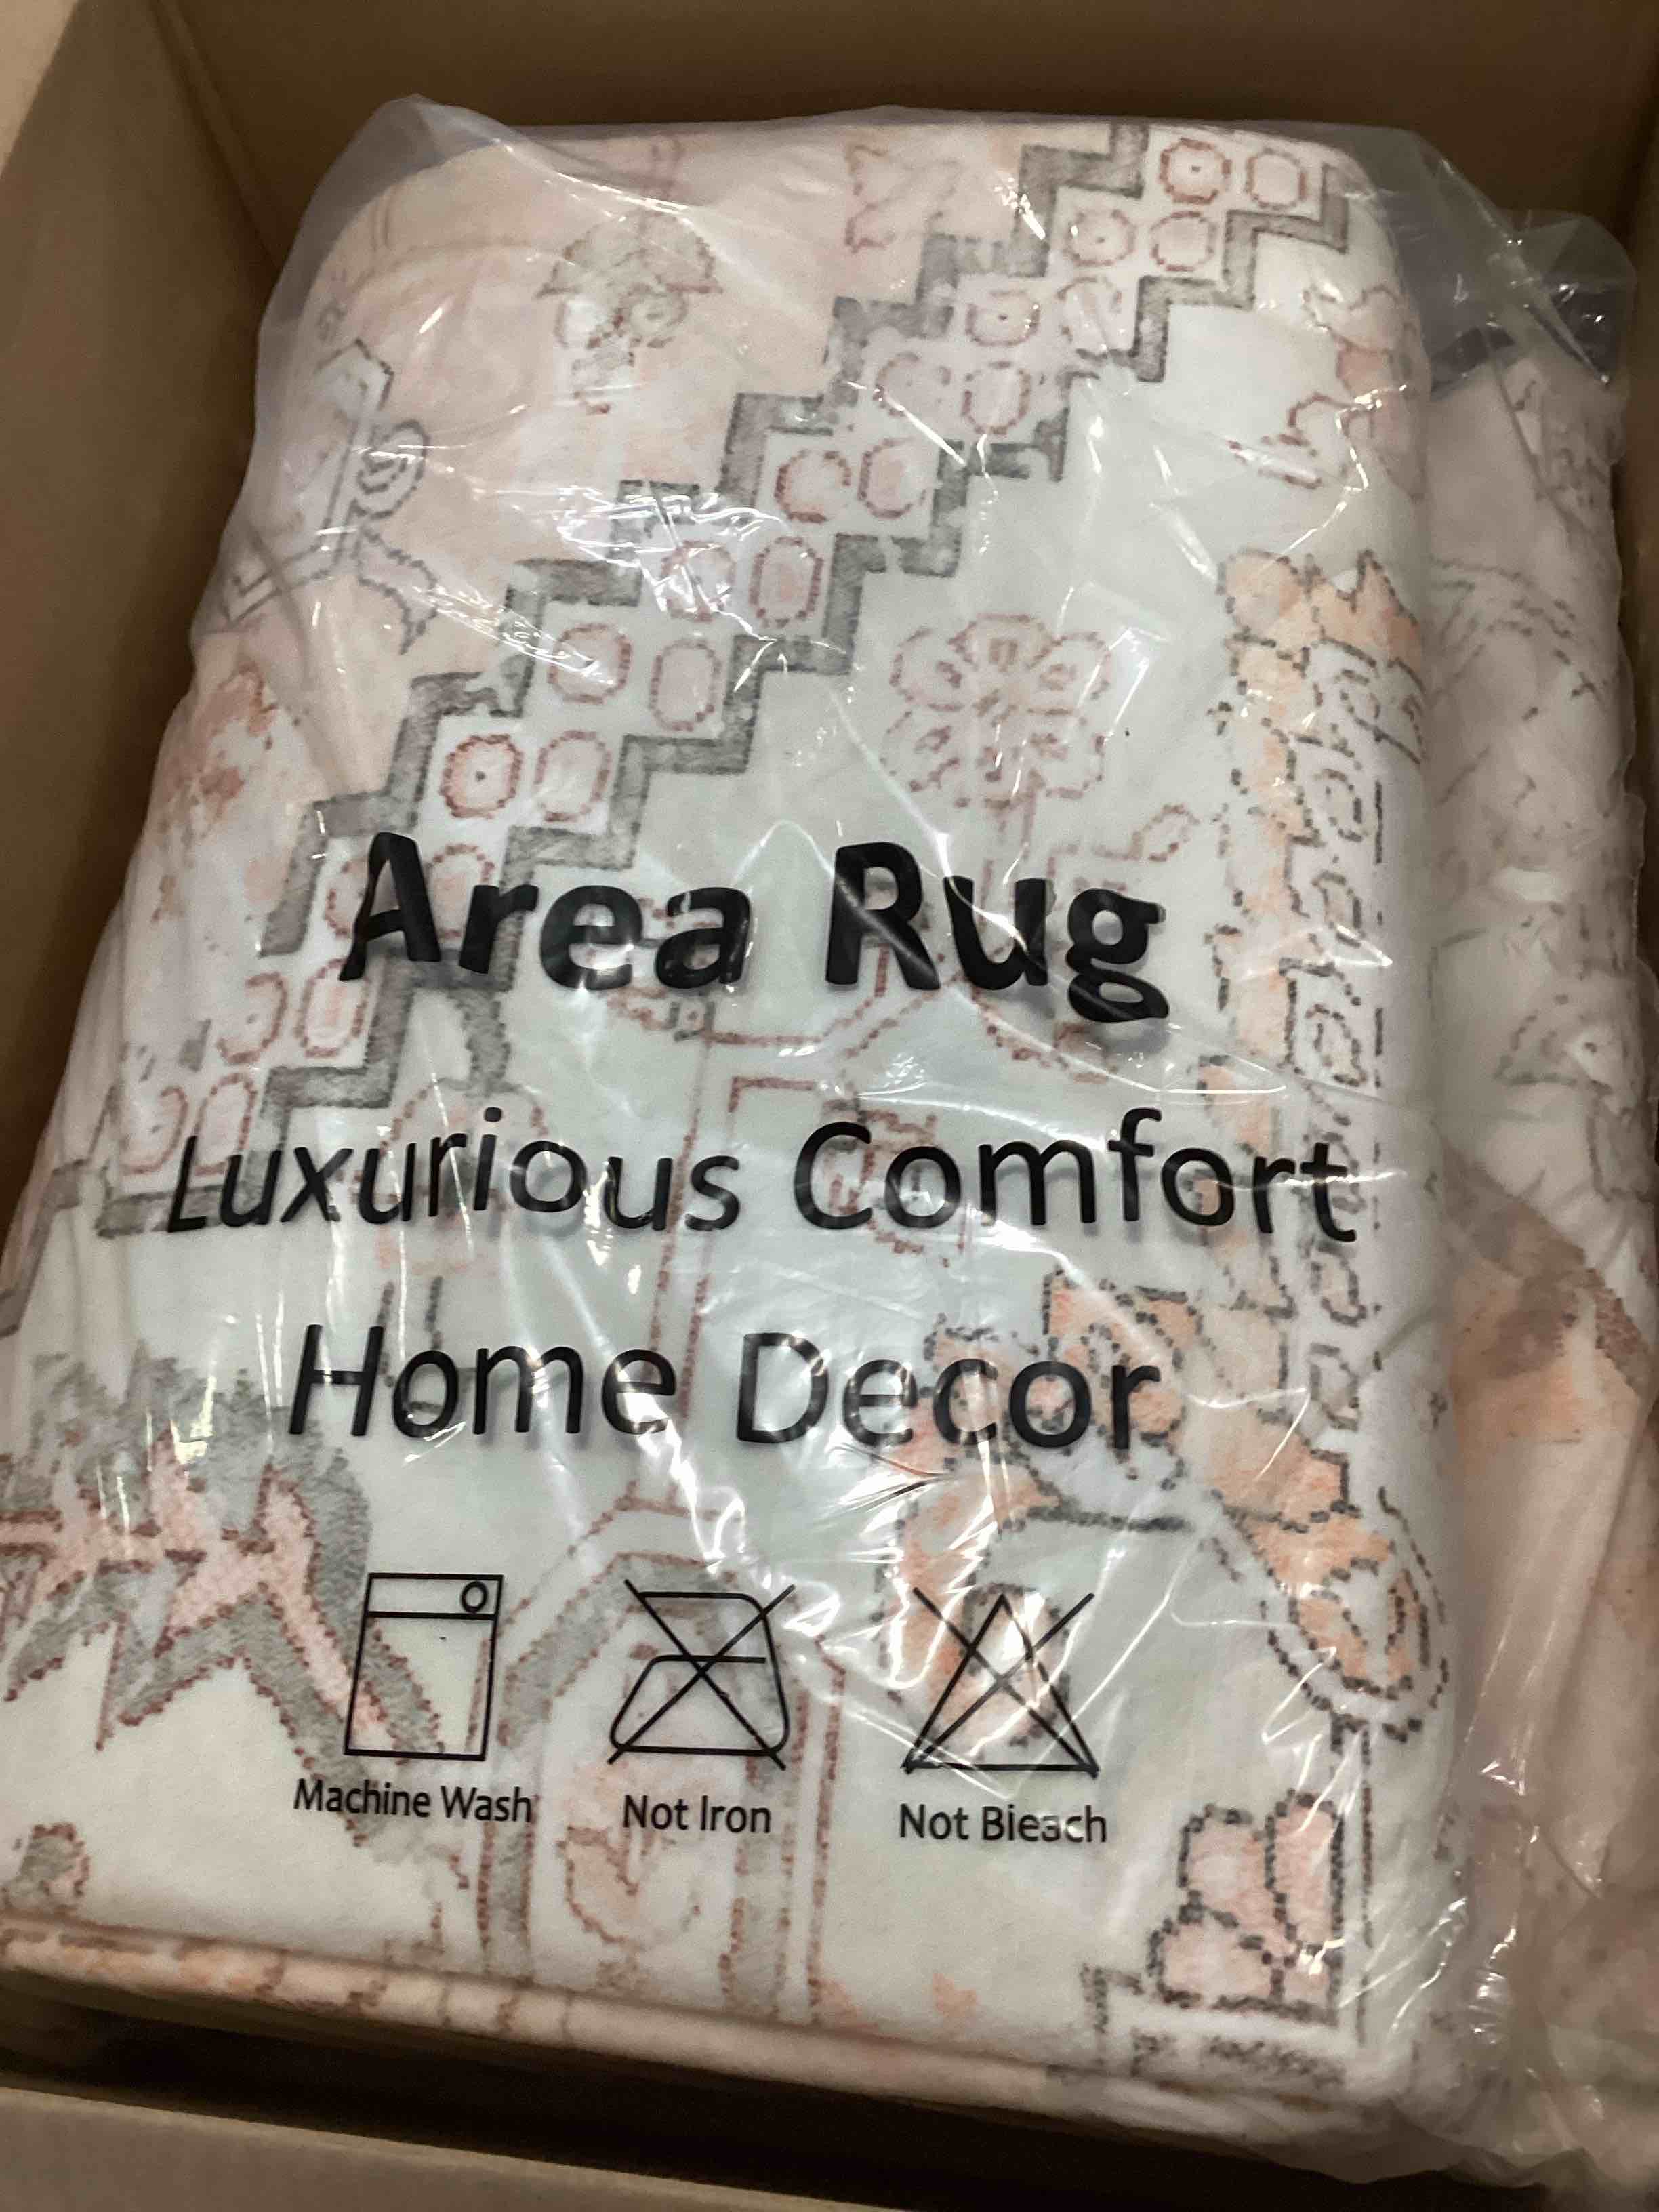 Area Rug
Luxurious Comfort
Home Decor
Machine Wash
Not Iron
Not Bieach